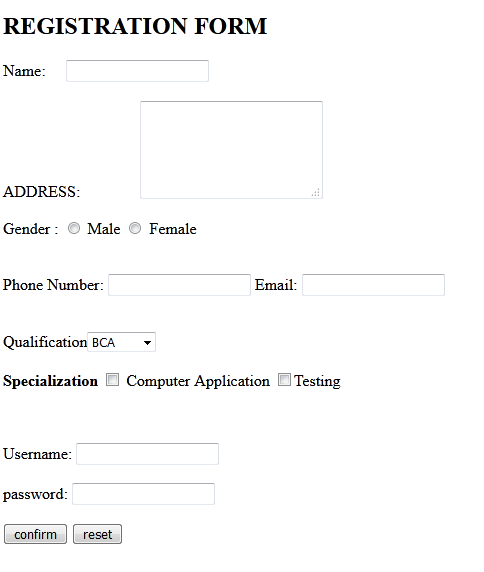 REGISTRATION FORM
Name:
ADDRESS:
Gender : Male Female
Phone Number: Email:
Qualification BCA
Specialization Computer Application Testing
Username:
password:
confirm reset